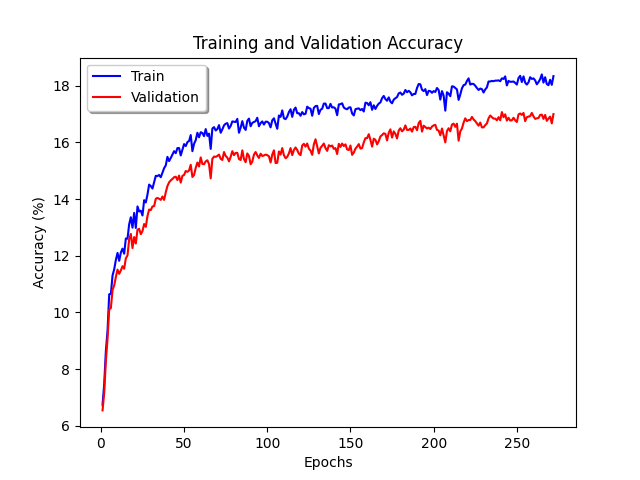 Training and Validation Accuracy
Train
Validation
18
16
14
12
10
8
6
Accuracy (%)
0 50 100 150 200 250
Epochs